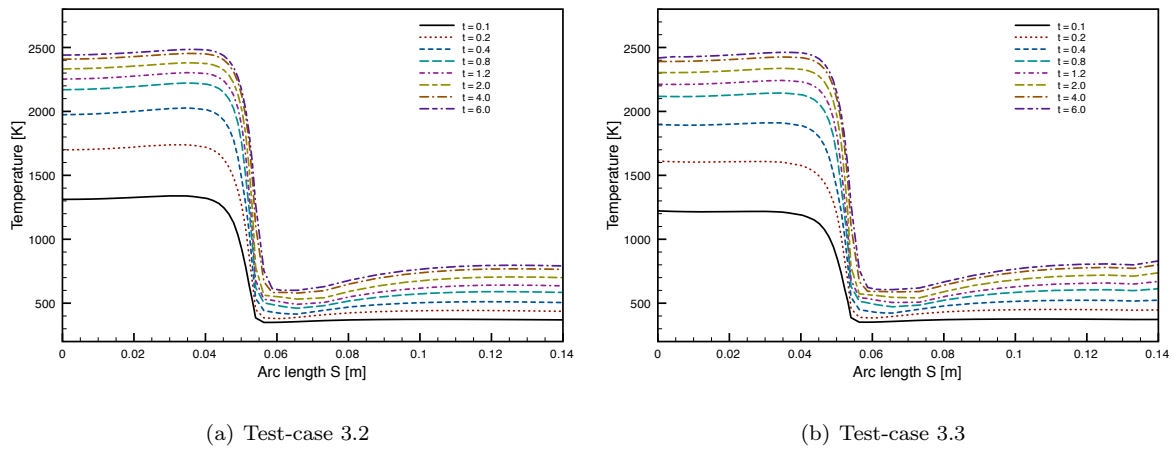 2500
2000
1500
1000
500
Temperature [K]
0
0.02
0.04
0.06
0.08
0.1
0.12
0.14
Arc length S [m]
t = 0.1
t = 0.2
t = 0.4
t = 0.8
t = 1.2
t = 2.0
t = 4.0
t = 6.0
(a) Test-case 3.2
2500
2000
1500
1000
500
Temperature [K]
0
0.02
0.04
0.06
0.08
0.1
0.12
0.14
Arc length S [m]
t = 0.1
t = 0.2
t = 0.4
t = 0.8
t = 1.2
t = 2.0
t = 4.0
t = 6.0
(b) Test-case 3.3